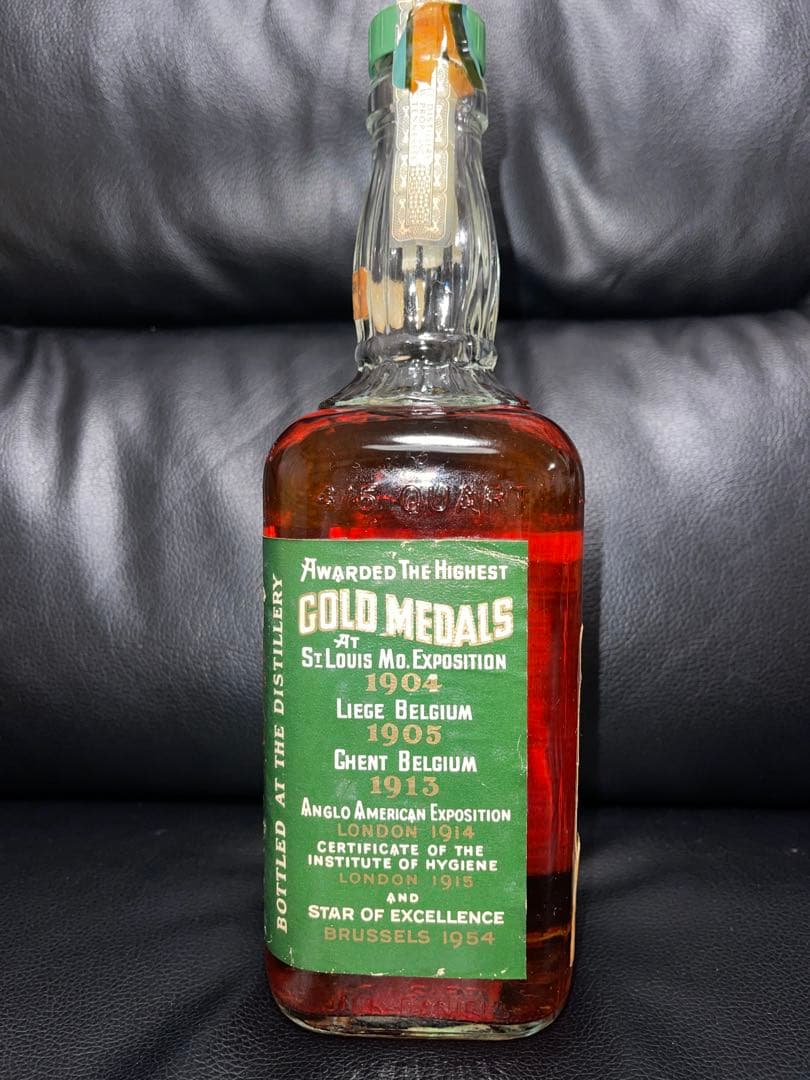 4/5 QUART
AWARDED THE HIGHEST
GOLD MEDALS
AT
ST LOUIS MO. EXPOSITION
1904
LIEGE BELGIUM
1905
GHENT BELGIUM
1913
ANGLO AMERICAN EXPOSITION
LONDON 1914
CERTIFICATE OF THE
INSTITUTE OF HYGIENE
LONDON 1915
AND
STAR OF EXCELLENCE
BRUSSELS 1954
BOTTLED AT THE DISTILLERY
JACK DANIEL